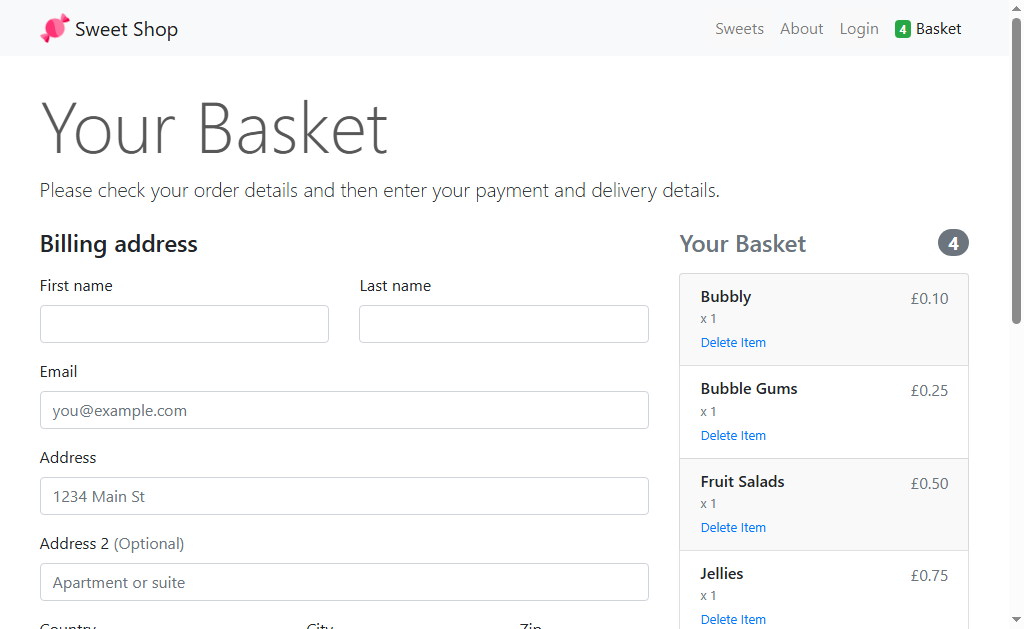 Sweet Shop
Sweets About Login 4 Basket
Your Basket
Please check your order details and then enter your payment and delivery details.
Billing address
First name Last name
Email
you@example.com
Address
1234 Main St
Address 2 (Optional)
Apartment or suite
Country City Zip
Your Basket 4
Bubbly £0.10
x 1
Delete Item
Bubble Gums £0.25
x 1
Delete Item
Fruit Salads £0.50
x 1
Delete Item
Jellies £0.75
x 1
Delete Item